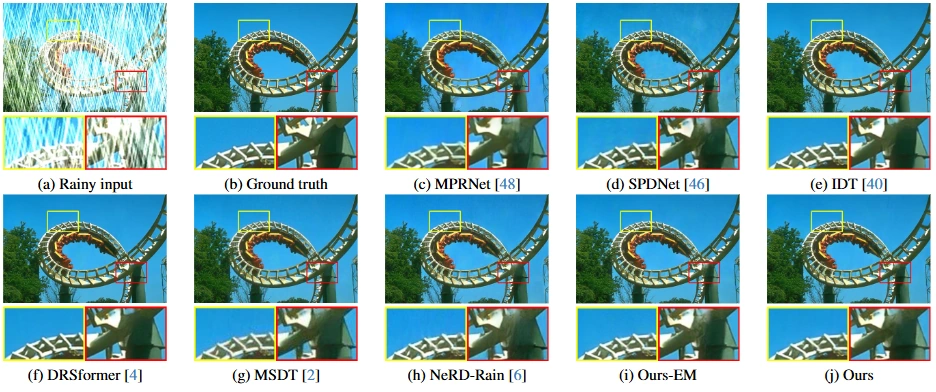 (a) Rainy input
(b) Ground truth
(c) MPRNet [48]
(d) SPDNet [46]
(e) IDT [40]
(f) DRSformer [4]
(g) MSDT [2]
(h) NeRD-Rain [6]
(i) Ours-EM
(j) Ours